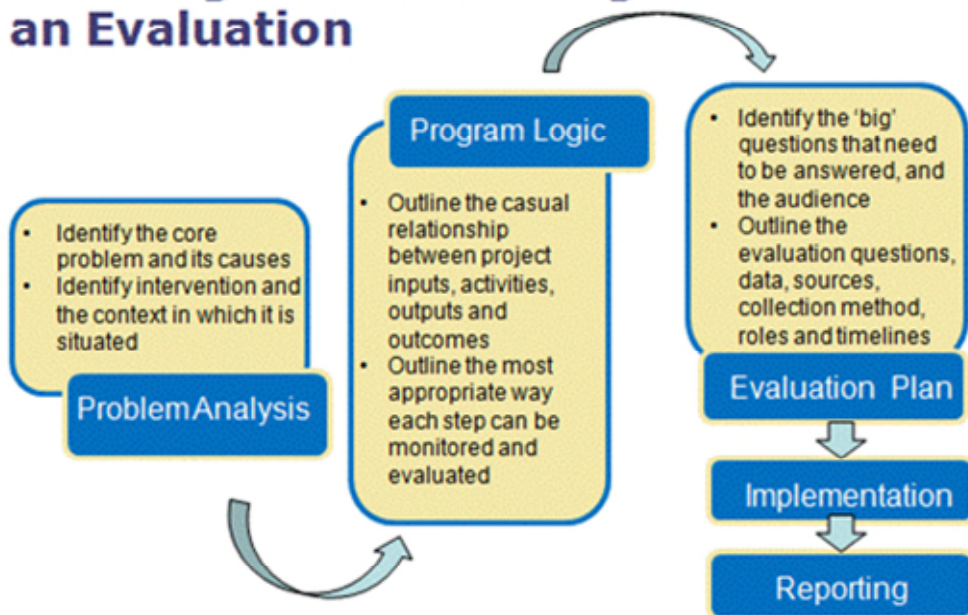 an Evaluation
• Identify the core
problem and its causes
• Identify intervention and
the context in which it is
situated
Problem Analysis
Program Logic
• Outline the casual
relationship
between project
inputs, activities,
outputs and
outcomes
• Outline the most
appropriate way
each step can be
monitored and
evaluated
• Identify the ‘big’
questions that need
to be answered, and
the audience
• Outline the
evaluation questions,
data, sources,
collection method,
roles and timelines
Evaluation Plan
Implementation
Reporting